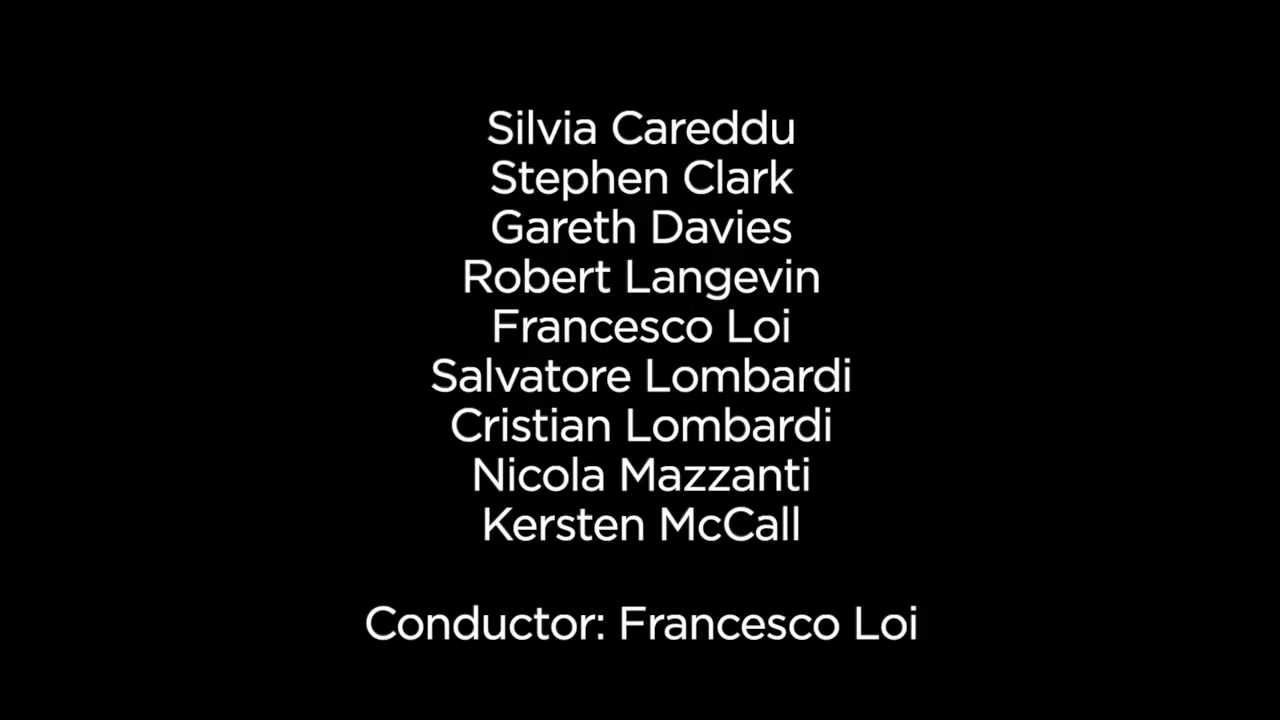 Silvia Careddu
Stephen Clark
Gareth Davies
Robert Langevin
Francesco Loi
Salvatore Lombardi
Cristian Lombardi
Nicola Mazzanti
Kersten McCall
Conductor: Francesco Loi